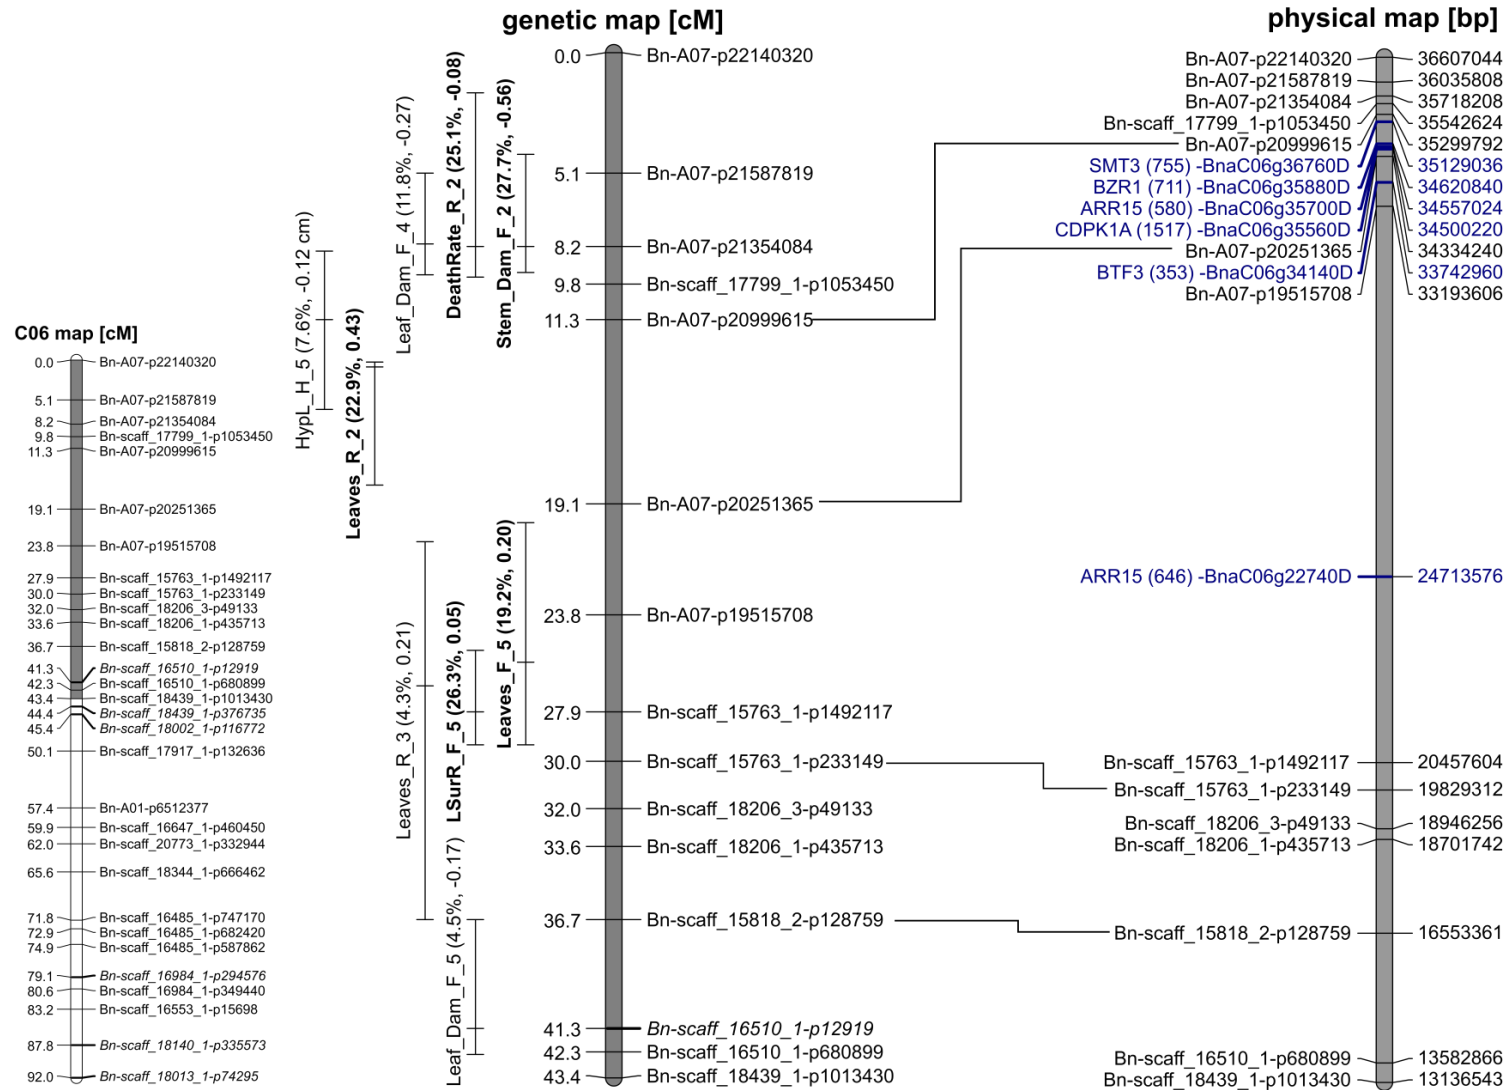 genetic map [cM]
physical map [bp]
C06 map [cM]
0.0 Bn-A07-p22140320
5.1 Bn-A07-p21587819
8.2 Bn-A07-p21354084
9.8 Bn-scaff_17799_1-p1053450
11.3 Bn-A07-p20999615
19.1 Bn-A07-p20251365
23.8 Bn-A07-p19515708
27.9 Bn-scaff_15763_1-p1492117
30.0 Bn-scaff_15763_1-p233149
32.0 Bn-scaff_18206_3-p49133
33.6 Bn-scaff_18206_1-p435713
36.7 Bn-scaff_15818_2-p128759
41.3 Bn-scaff_16510_1-p12919
42.3 Bn-scaff_16510_1-p680899
43.4 Bn-scaff_18439_1-p1013430
44.4 Bn-scaff_18439_1-p376735
45.4 Bn-scaff_18002_1-p116772
50.1 Bn-scaff_17917_1-p132636
57.4 Bn-A01-p6512377
59.9 Bn-scaff_16647_1-p460450
62.0 Bn-scaff_20773_1-p332944
65.6 Bn-scaff_18344_1-p666462
71.8 Bn-scaff_16485_1-p747170
72.9 Bn-scaff_16485_1-p682420
74.9 Bn-scaff_16485_1-p587862
79.1 Bn-scaff_16984_1-p294576
80.6 Bn-scaff_16984_1-p349440
83.2 Bn-scaff_16553_1-p15698
87.8 Bn-scaff_18140_1-p335573
92.0 Bn-scaff_18013_1-p74295
HypL_H_5 (7.6%, -0.12 cm)
Leaves_R_2 (22.9%, 0.43)
Leaf_Dam_F_4 (11.8%, -0.27)
DeathRate_R_2 (25.1%, -0.08)
Stem_Dam_F_2 (27.7%, -0.56)
Leaves_R_3 (4.3%, 0.21)
LSurR_F_5 (26.3%, 0.05)
Leaves_F_5 (19.2%, 0.20)
Leaf_Dam_F_5 (4.5%, -0.17)
0.0 Bn-A07-p22140320
5.1 Bn-A07-p21587819
8.2 Bn-A07-p21354084
9.8 Bn-scaff_17799_1-p1053450
11.3 Bn-A07-p20999615
19.1 Bn-A07-p20251365
23.8 Bn-A07-p19515708
27.9 Bn-scaff_15763_1-p1492117
30.0 Bn-scaff_15763_1-p233149
32.0 Bn-scaff_18206_3-p49133
33.6 Bn-scaff_18206_1-p435713
36.7 Bn-scaff_15818_2-p128759
41.3 Bn-scaff_16510_1-p12919
42.3 Bn-scaff_16510_1-p680899
43.4 Bn-scaff_18439_1-p1013430
Bn-A07-p22140320 36607044
Bn-A07-p21587819 36035808
Bn-A07-p21354084 35718208
Bn-scaff_17799_1-p1053450 35542624
Bn-A07-p20999615 35299792
SMT3 (755) -BnaC06g36760D 35129036
BZR1 (711) -BnaC06g35880D 34620840
ARR15 (580) -BnaC06g35700D 34557024
CDPK1A (1517) -BnaC06g35560D 34500220
Bn-A07-p20251365 34334240
BTF3 (353) -BnaC06g34140D 33742960
Bn-A07-p19515708 33193606
ARR15 (646) -BnaC06g22740D 24713576
Bn-scaff_15763_1-p1492117 20457604
Bn-scaff_15763_1-p233149 19829312
Bn-scaff_18206_3-p49133 18946256
Bn-scaff_18206_1-p435713 18701742
Bn-scaff_15818_2-p128759 16553361
Bn-scaff_16510_1-p680899 13582866
Bn-scaff_18439_1-p1013430 13136543